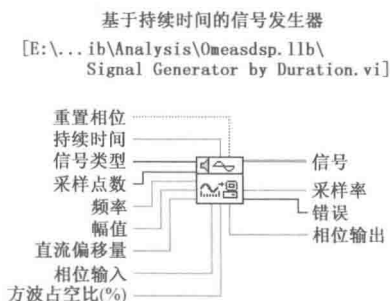 基于持续时间的信号发生器
[E:\...ib\Analysis\Omeasdsp.llb\
Signal Generator by Duration.vi]
重置相位
持续时间
信号类型
采样点数
频率
幅值
直流偏移量
相位输入
方波占空比(%)
信号
采样率
错误
相位输出